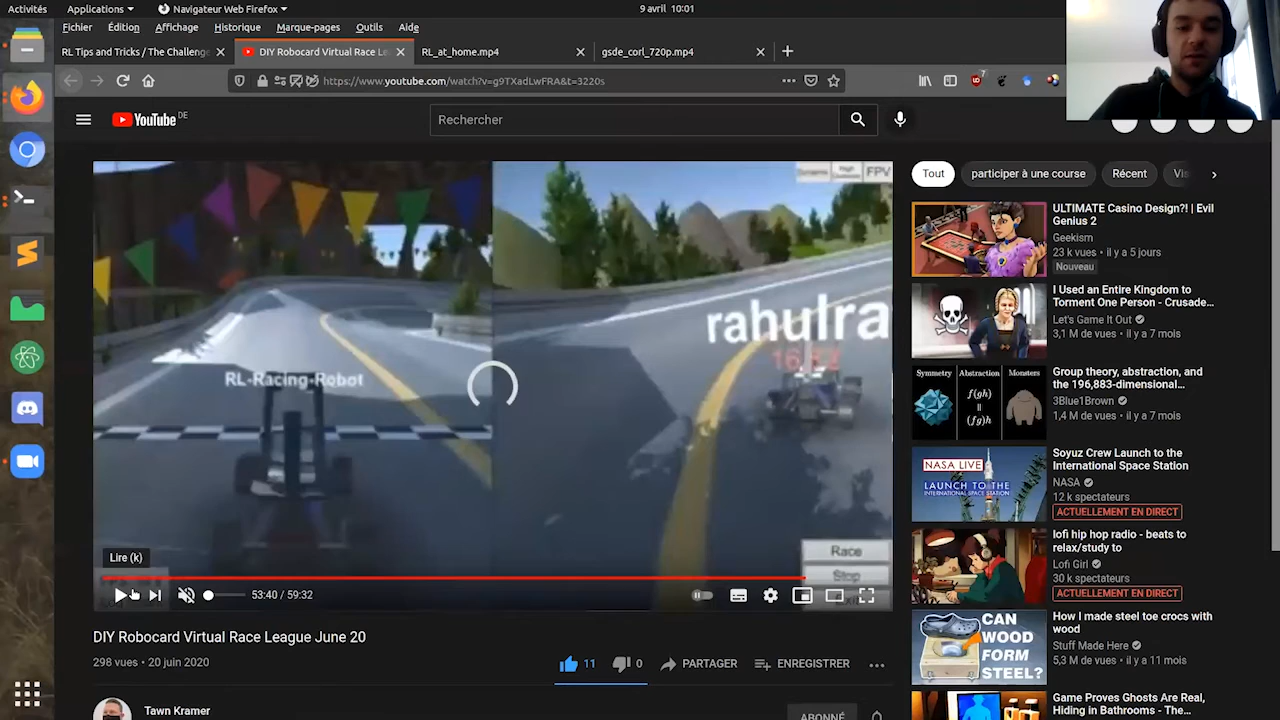 Activités
Applications
Navigateur Web Firefox
9 avril 10:01
Fichier Édition Affichage Historique Marque-pages Outils Aide
RL Tips and Tricks / The Challenge
DIY Robocard Virtual Race Le
RL_at_home.mp4
gsde_corl_720p.mp4
https://www.youtube.com/watch?v=g9TXadLwFRA&t=3220s
7
YouTube DE
Rechercher
FPV
rahulra
RL-Racing-Robot
Race
Stop
Lire (k)
53:40 / 59:32
DIY Robocard Virtual Race League June 20
298 vues • 20 juin 2020
11
0
PARTAGER
ENREGISTRER
Tawn Kramer
ABONNÉ
Tout
participer à une course
Récent
Vis
ULTIMATE Casino Design?! | Evil
Genius 2
Geekism
23 k vues • il y a 5 jours
Nouveau
I Used an Entire Kingdom to
Torment One Person - Crusade...
Let's Game It Out
3,1 M de vues • il y a 7 mois
Symmetry
Abstraction
Monsters
f(gh)
=
(fg)h
Group theory, abstraction, and
the 196,883-dimensional...
3Blue1Brown
1,4 M de vues • il y a 7 mois
NASA LIVE
LAUNCH TO THE
INTERNATIONAL SPACE STATION
Soyuz Crew Launch to the
International Space Station
NASA
12 k spectateurs
ACTUELLEMENT EN DIRECT
lofi hip hop radio - beats to
relax/study to
Lofi Girl
30 k spectateurs
ACTUELLEMENT EN DIRECT
CAN
WOOD
FORM
STEEL?
How I made steel toe crocs with
wood
Stuff Made Here
5,3 M de vues • il y a 11 mois
Game Proves Ghosts Are Real,
Hiding in Bathrooms - The...